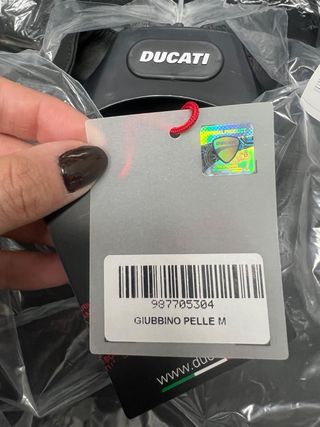 DUCATI
987705304
GIUBBINO PELLE M
www.duc